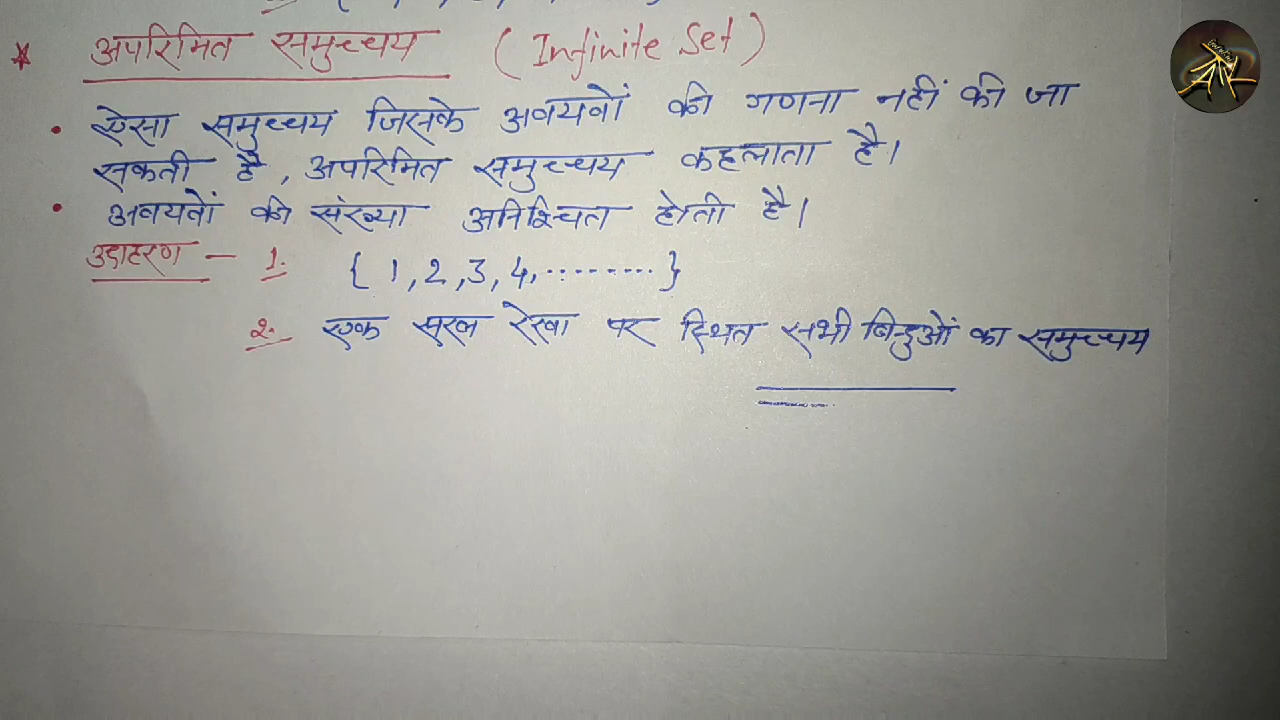 * अपरिमित समुच्चय (Infinite Set)
• ऐसा समुच्चय जिसके अवयवों की गणना नहीं की जा
सकती है, अपरिमित समुच्चय कहलाता है।
• अवयवों की संख्या अनिश्चित होती है।
उदाहरण - 1. {1,2,3,4,.........}
2. एक सरल रेखा पर स्थित सभी बिन्दुओं का समुच्चय